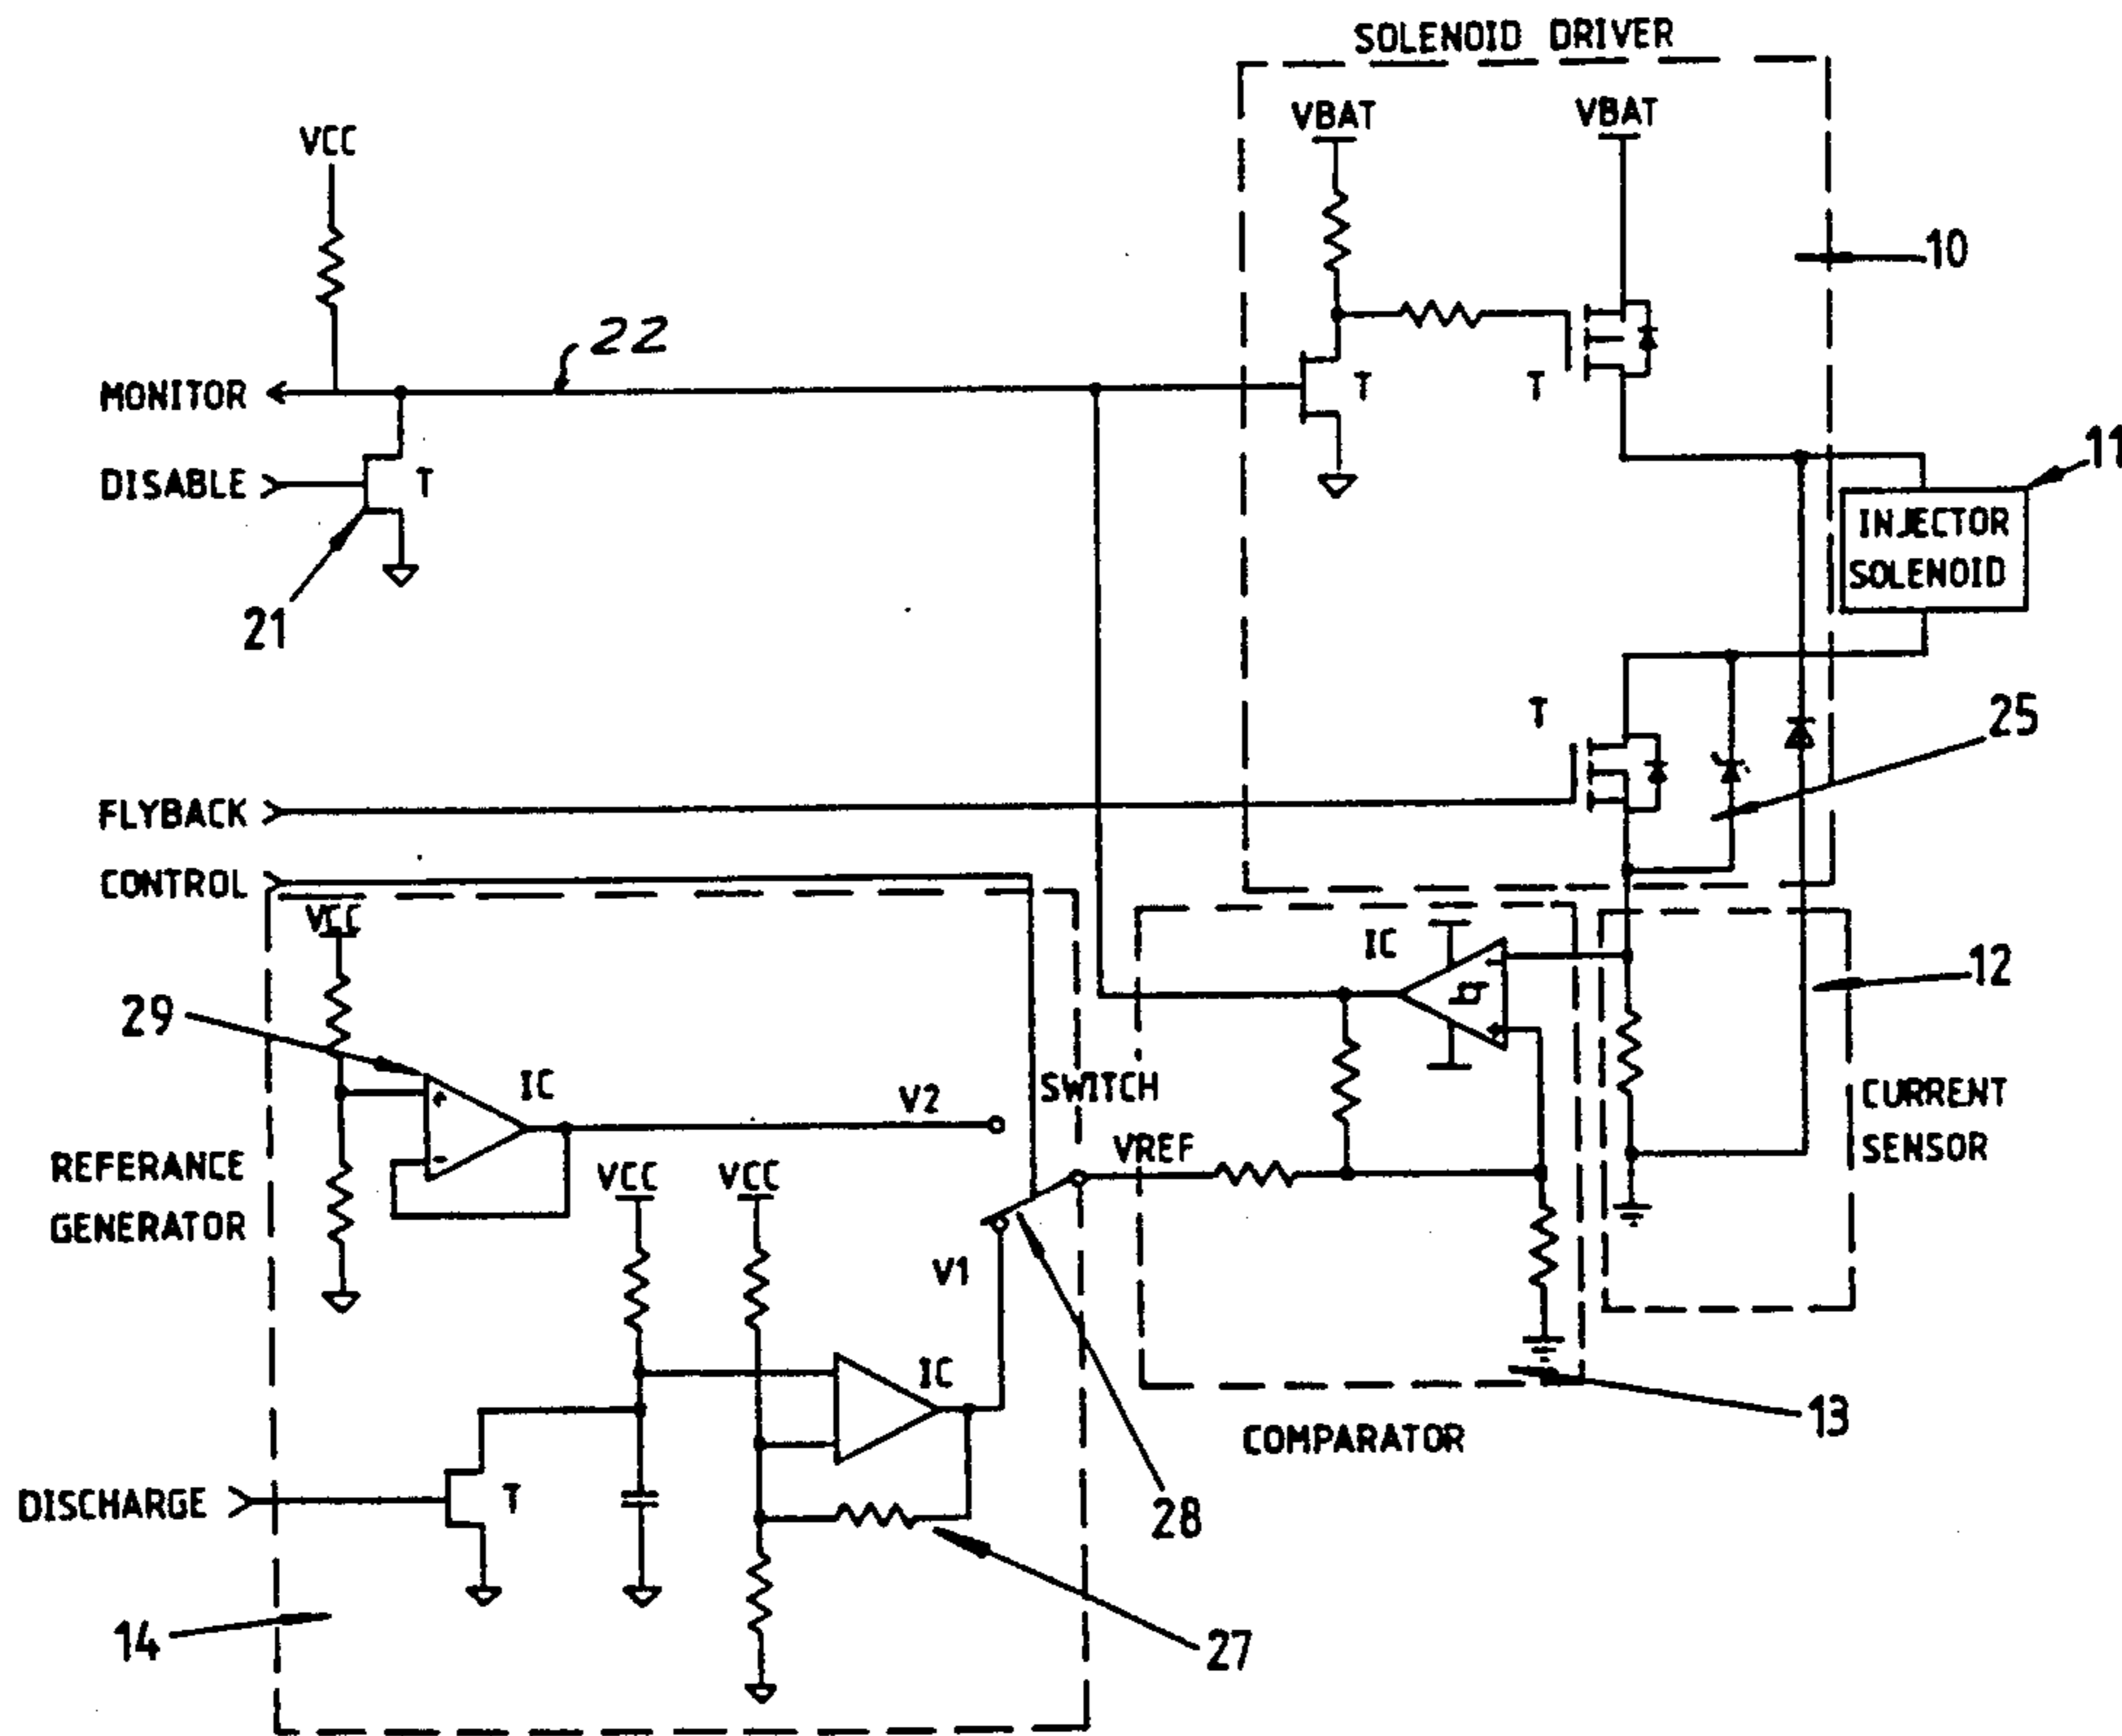 SOLENOID DRIVER
VBAT
VBAT
VCC
10
22
MONITOR
T
T
DISABLE
T
11
INJECTOR
SOLENOID
21
T
25
FLYBACK
CONTROL
VCC
IC
12
29
IC
V2
SWITCH
CURRENT
SENSOR
VREF
REFERANCE
GENERATOR
VCC
VCC
V1
IC
13
COMPARATOR
DISCHARGE
T
28
14
27